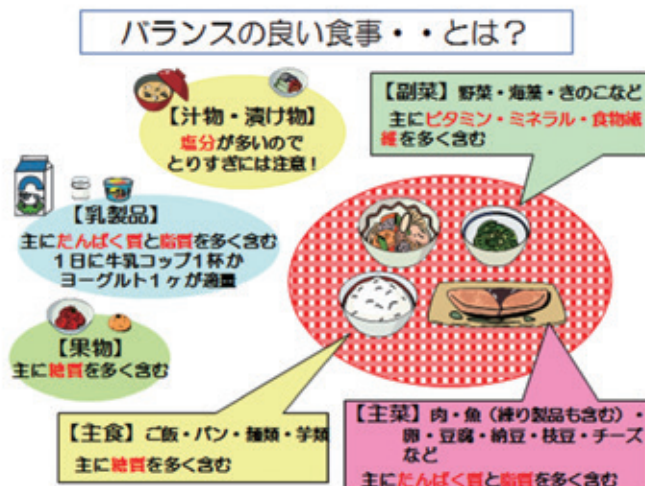 バランスの良い食事・・とは？
【汁物・漬け物】
塩分が多いので
とりすぎには注意！
【副菜】野菜・海藻・きのこなど
主にビタミン・ミネラル・食物繊
維を多く含む
【乳製品】
主にたんぱく質と脂質を多く含む
１日に牛乳コップ１杯か
ヨーグルト１ヶが適量
【果物】
主に糖質を多く含む
【主食】ご飯・パン・麺類・芋類
主に糖質を多く含む
【主菜】肉・魚（練り製品も含む）・
卵・豆腐・納豆・枝豆・チーズ
など
主にたんぱく質と脂質を多く含む